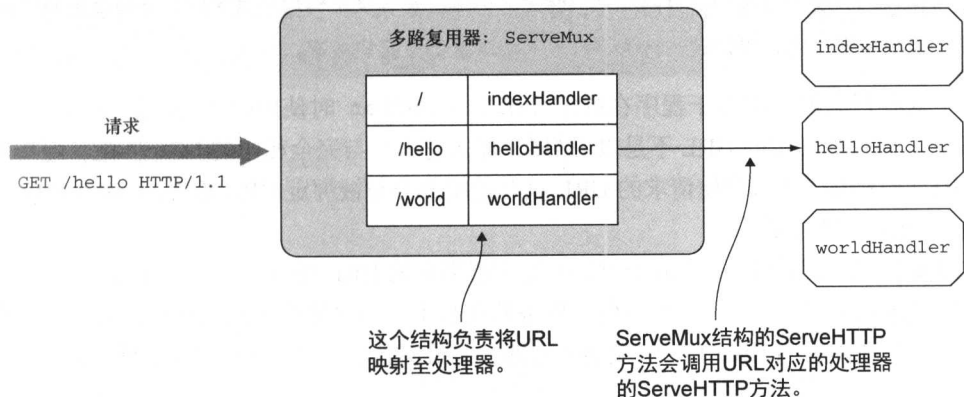 多路复用器： ServeMux
/ indexHandler
/hello helloHandler
/world worldHandler
请求
GET /hello HTTP/1.1
indexHandler
helloHandler
worldHandler
这个结构负责将URL
映射至处理器。
ServeMux结构的ServeHTTP
方法会调用URL对应的处理器
的ServeHTTP方法。